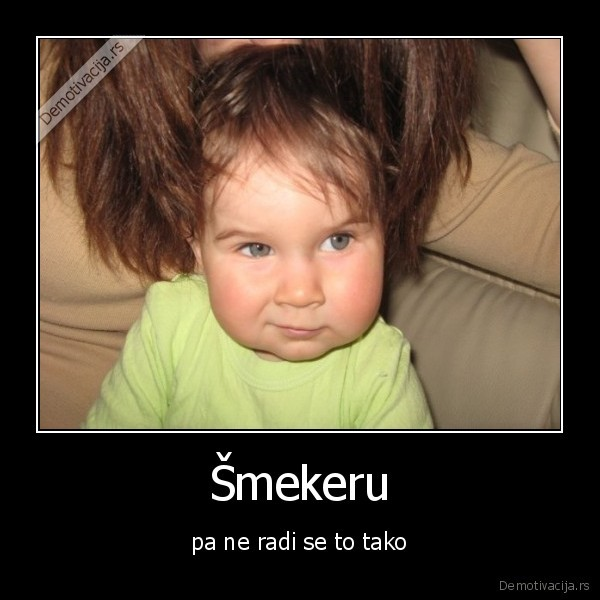 Demotivacija.rs
Šmekeru
pa ne radi se to tako
Demotivacija.rs